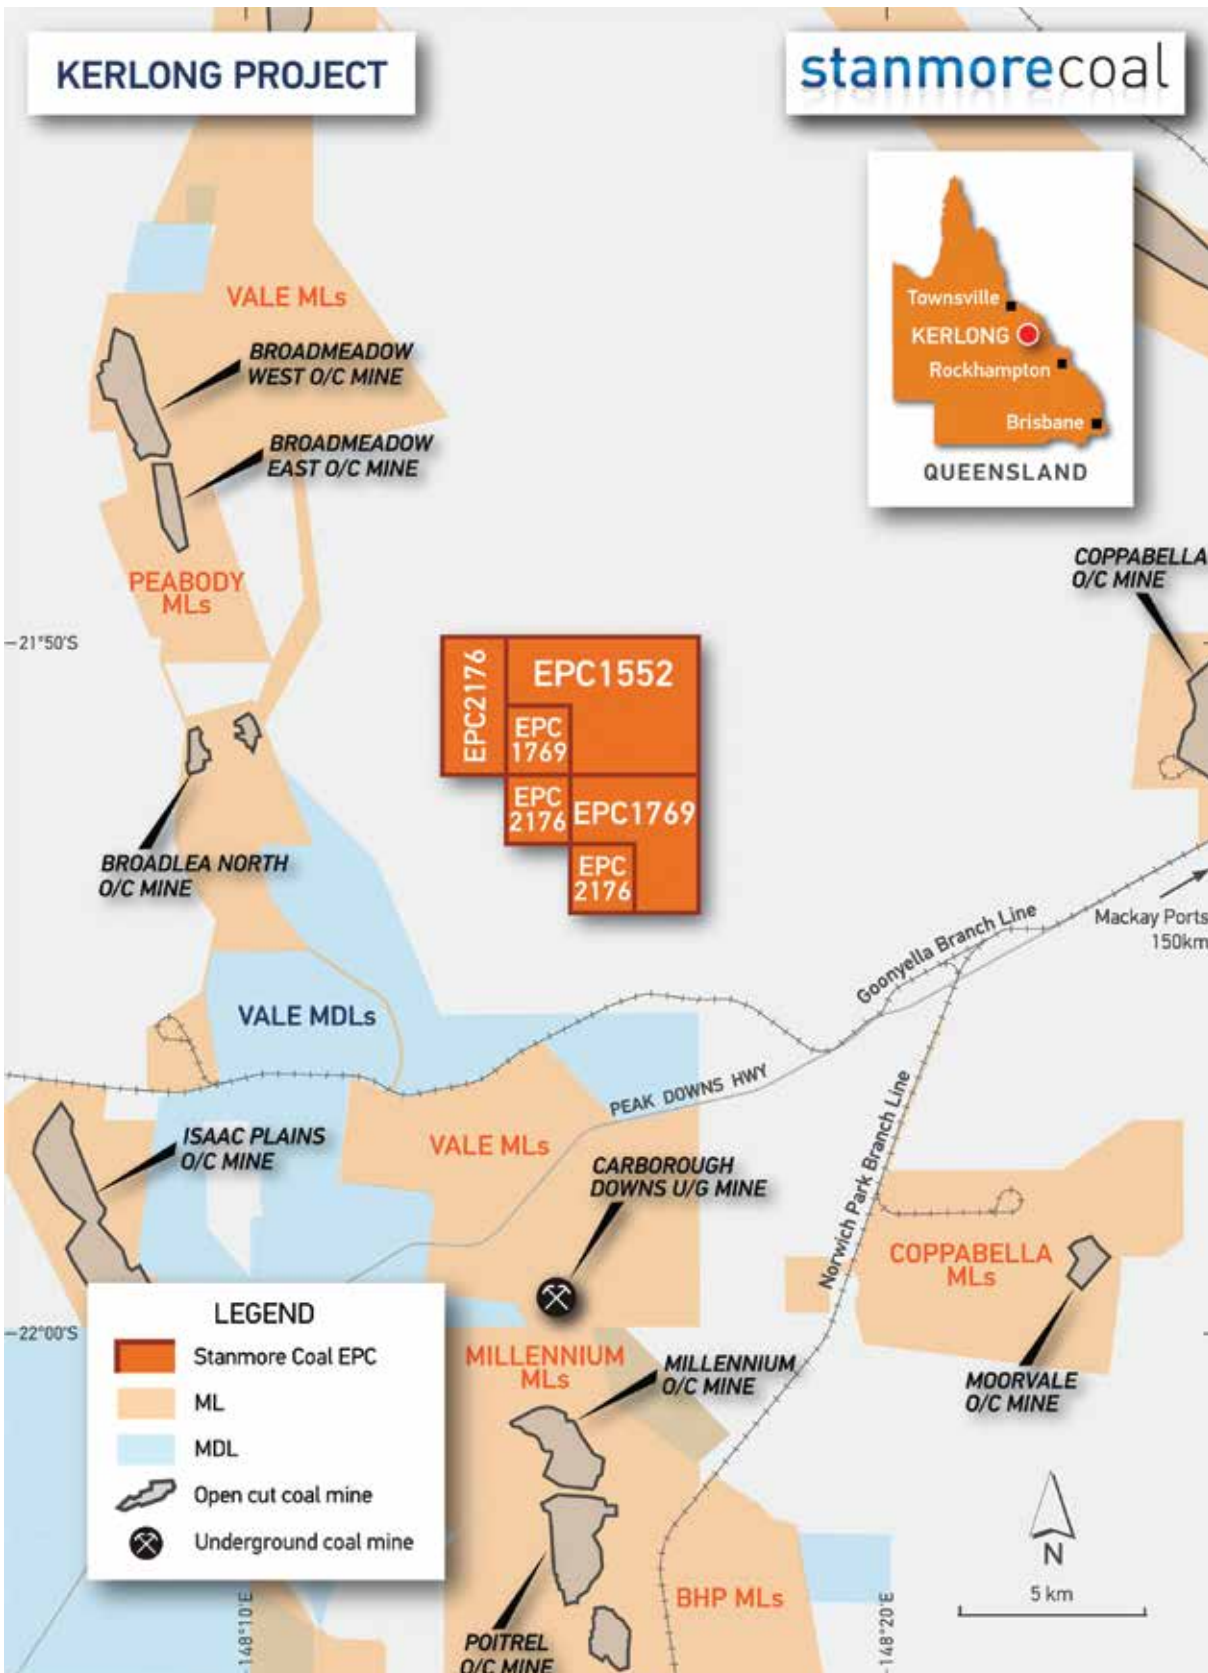 KERLONG PROJECT
stanmorecoal
Townsville
KERLONG
Rockhampton
Brisbane
QUEENSLAND
VALE MLs
BROADMEADOW
WEST O/C MINE
BROADMEADOW
EAST O/C MINE
PEABODY
MLs
COPPABELLA
O/C MINE
21°50'S
EPC2176
EPC1552
EPC
1769
EPC
2176
EPC1769
EPC
2176
BROADLEA NORTH
O/C MINE
Goonyella Branch Line
Mackay Ports
150km
VALE MDLs
PEAK DOWNS HWY
VALE MLs
ISAAC PLAINS
O/C MINE
CARBOROUGH
DOWNS U/G MINE
Norwich Park Branch Line
COPPABELLA
MLs
22°00'S
LEGEND
Stanmore Coal EPC
ML
MDL
Open cut coal mine
Underground coal mine
MILLENNIUM
MLs
MILLENNIUM
O/C MINE
MOORVALE
O/C MINE
N
5 km
BHP MLs
POITREL
O/C MINE
148°10'E
148°20'E